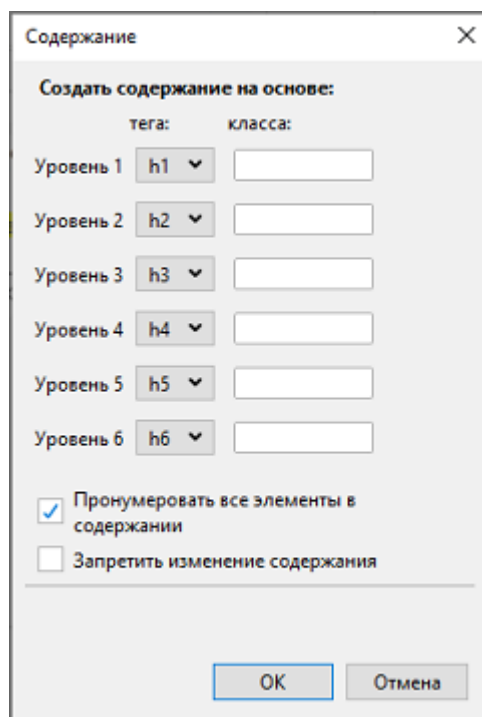 Содержание
Создать содержание на основе:
тега: класса:
Уровень 1 h1
Уровень 2 h2
Уровень 3 h3
Уровень 4 h4
Уровень 5 h5
Уровень 6 h6
Пронумеровать все элементы в
содержании
Запретить изменение содержания
OK Отмена